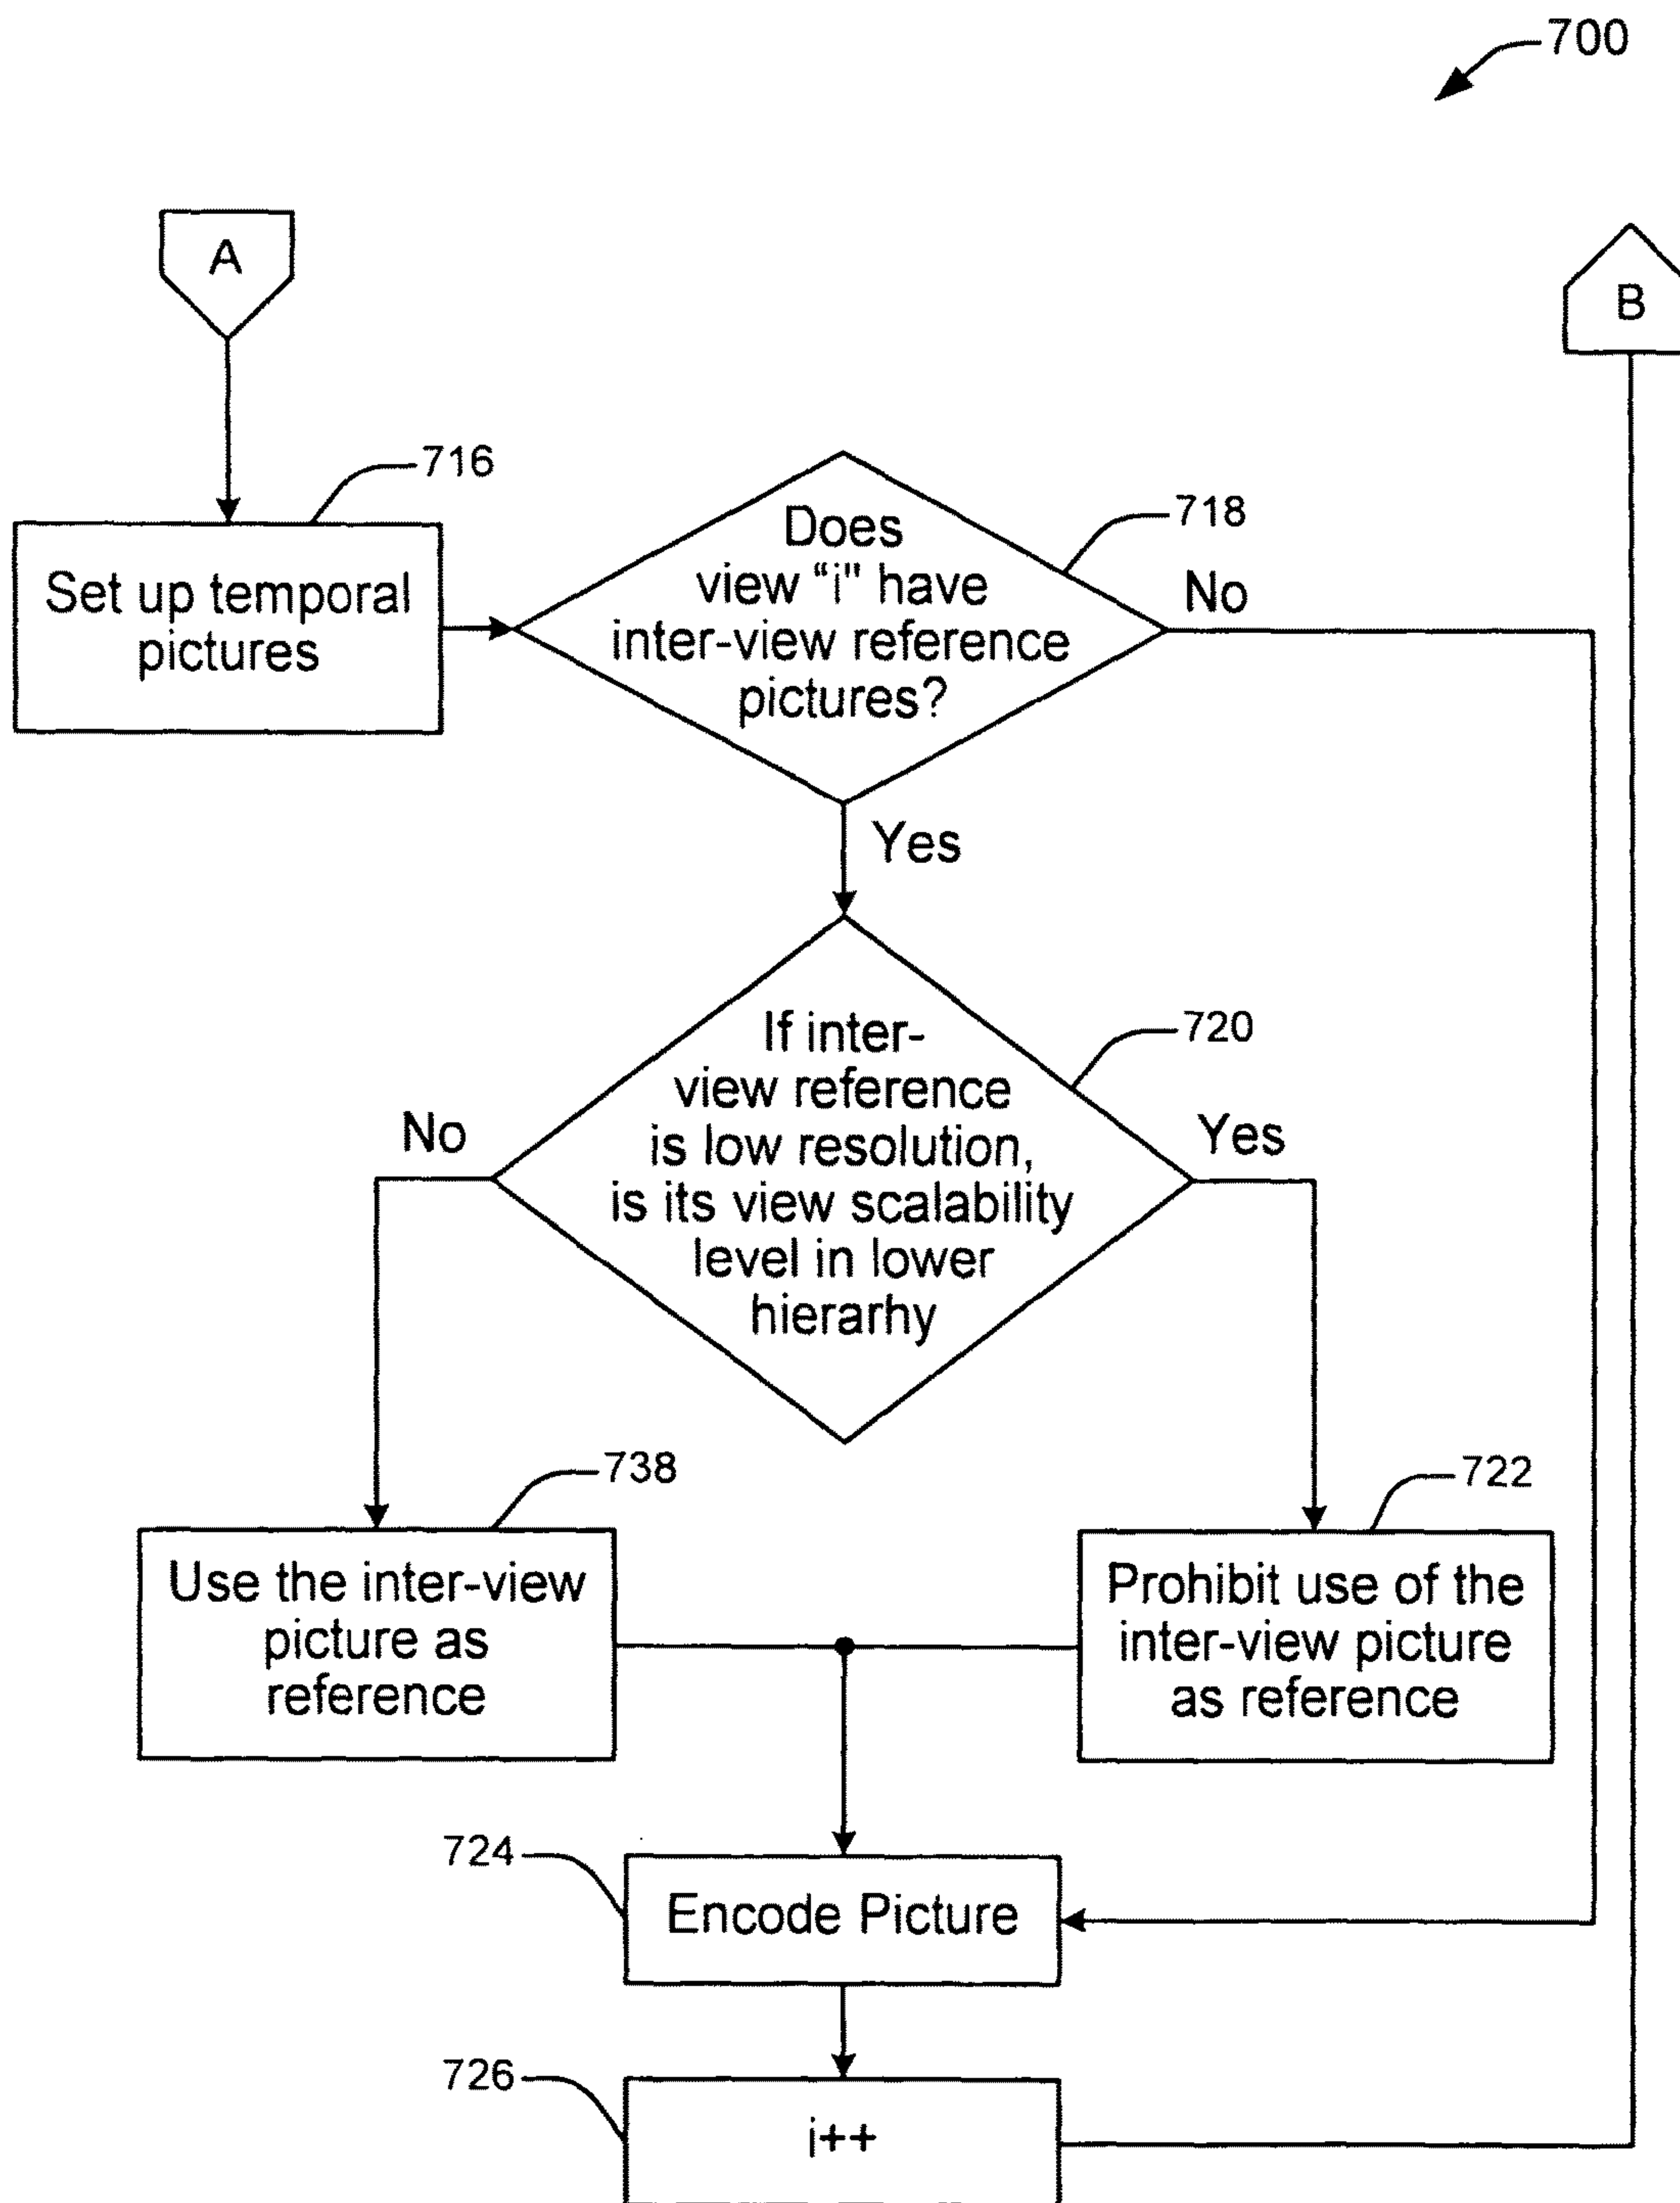 700
A
B
716
Set up temporal
pictures
718
Does
view “i" have
inter-view reference
pictures?
No
Yes
720
If inter-
view reference
is low resolution,
is its view scalability
level in lower
hierarhy
No
Yes
738
Use the inter-view
picture as
reference
722
Prohibit use of the
inter-view picture
as reference
724
Encode Picture
726
i++